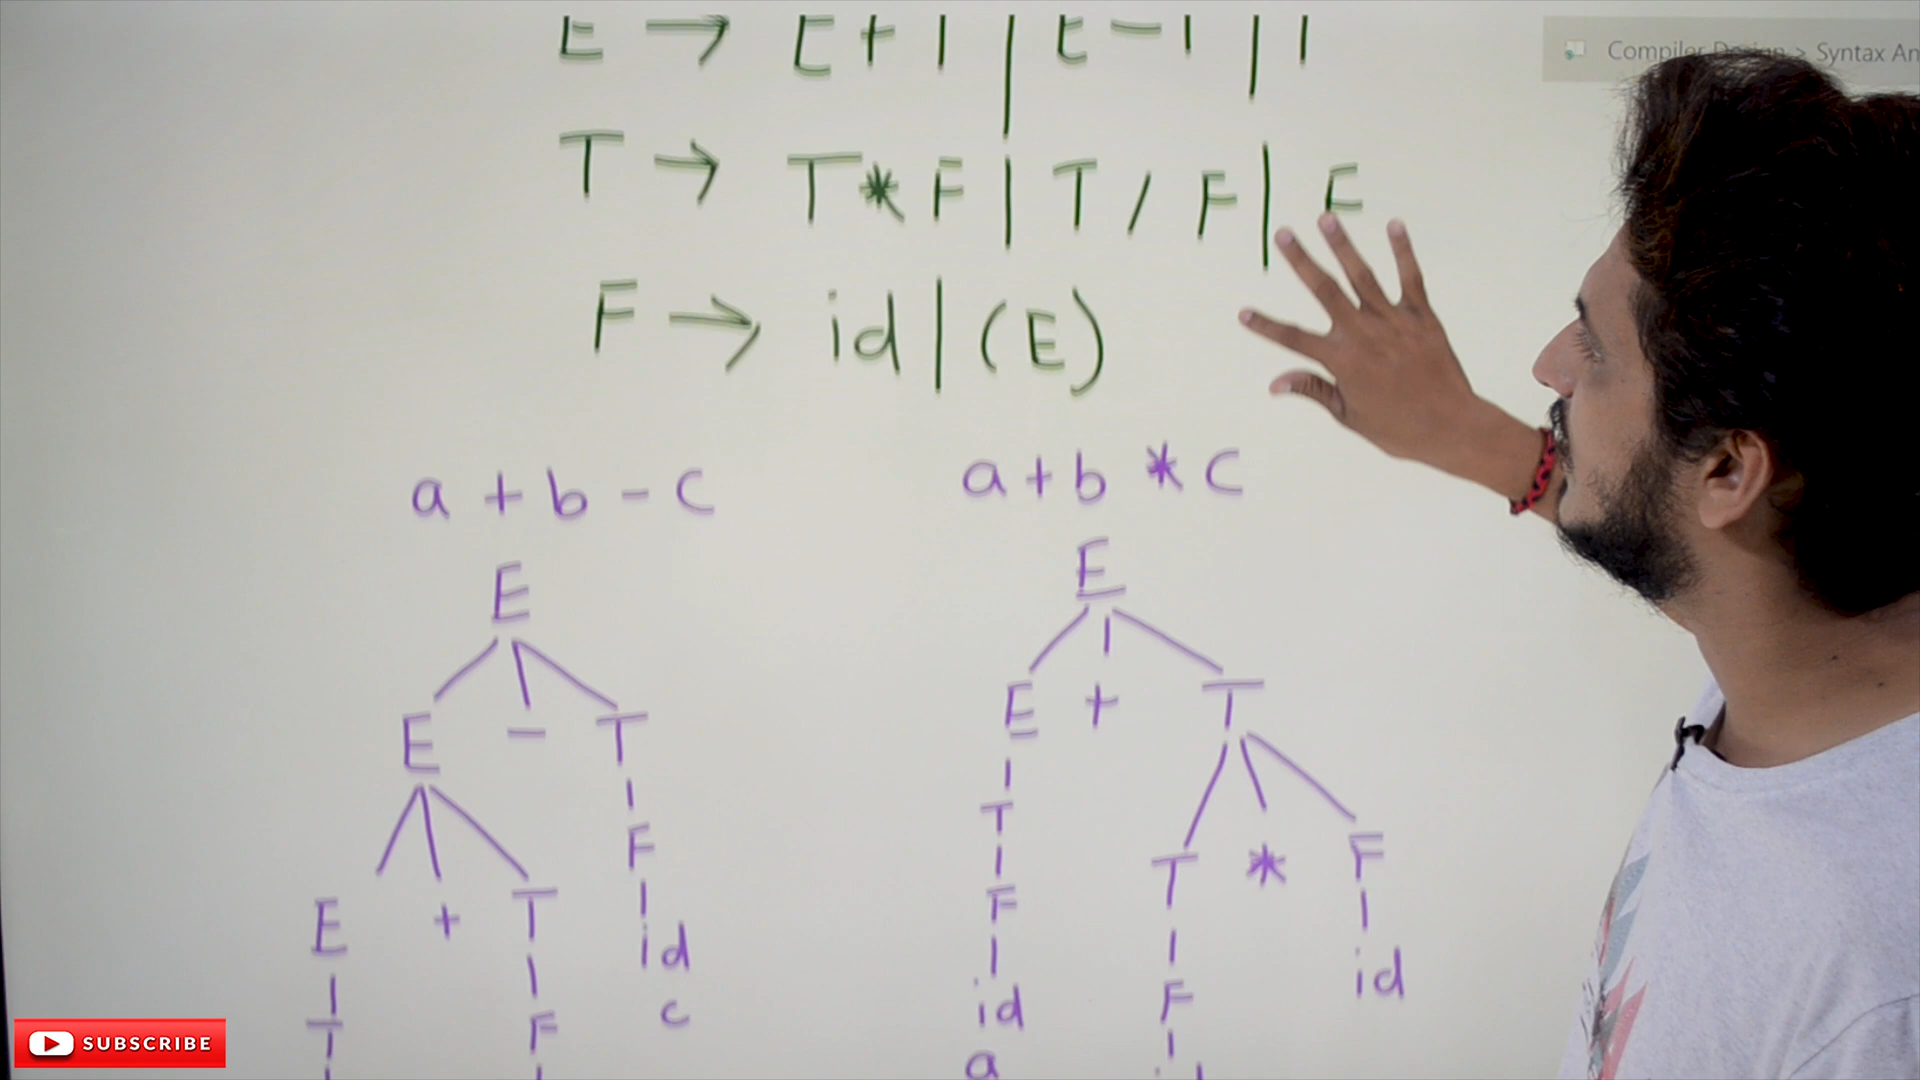 Compiler Design > Syntax An
E → E + T | E - T | T
T → T * F | T / F | F
F → id | (E)
a + b - c
a + b * c
E
E - T
F
E + T id
T F c
E
E + T
T
T * F
F F id
id
a
SUBSCRIBE